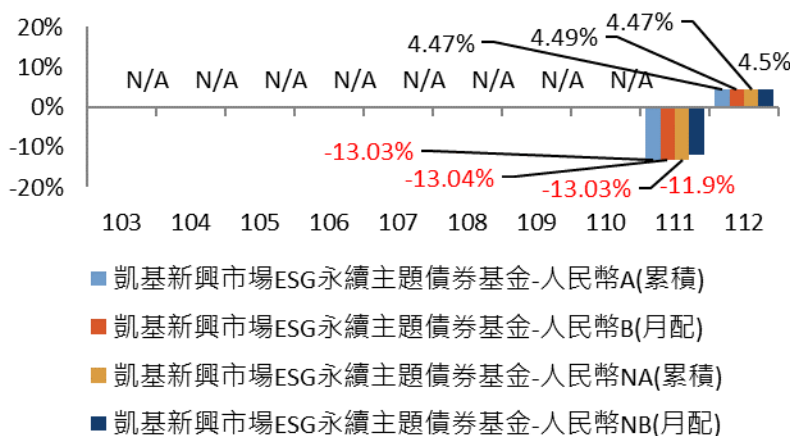 20%
10%
0%
-10%
-20%
4.47%
4.49%
4.47%
4.5%
N/A N/A N/A N/A N/A N/A N/A N/A
-13.03%
-13.04%
-13.03%
-11.9%
103 104 105 106 107 108 109 110 111 112
凱基新興市場ESG永續主題債券基金-人民幣A(累積)
凱基新興市場ESG永續主題債券基金-人民幣B(月配)
凱基新興市場ESG永續主題債券基金-人民幣NA(累積)
凱基新興市場ESG永續主題債券基金-人民幣NB(月配)